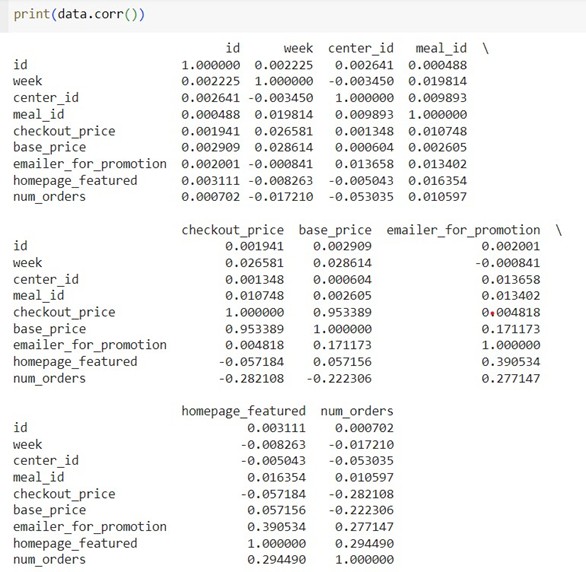 print(data.corr())
id week center_id meal_id \
id 1.000000 0.002225 0.002641 0.000488
week 0.002225 1.000000 -0.003450 0.019814
center_id 0.002641 -0.003450 1.000000 0.009893
meal_id 0.000488 0.019814 0.009893 1.000000
checkout_price 0.001941 0.026581 0.001348 0.010748
base_price 0.002909 0.028614 0.000604 0.002605
emailer_for_promotion 0.002001 -0.000841 0.013658 0.013402
homepage_featured 0.003111 -0.008263 -0.005043 0.016354
num_orders 0.000702 -0.017210 -0.053035 0.010597
checkout_price base_price emailer_for_promotion \
id 0.001941 0.002909 0.002001
week 0.026581 0.028614 -0.000841
center_id 0.001348 0.000604 0.013658
meal_id 0.010748 0.002605 0.013402
checkout_price 1.000000 0.953389 0.004818
base_price 0.953389 1.000000 0.171173
emailer_for_promotion 0.004818 0.171173 1.000000
homepage_featured -0.057184 0.057156 0.390534
num_orders -0.282108 -0.222306 0.277147
homepage_featured num_orders
id 0.003111 0.000702
week -0.008263 -0.017210
center_id -0.005043 -0.053035
meal_id 0.016354 0.010597
checkout_price -0.057184 -0.282108
base_price 0.057156 -0.222306
emailer_for_promotion 0.390534 0.277147
homepage_featured 1.000000 0.294490
num_orders 0.294490 1.000000